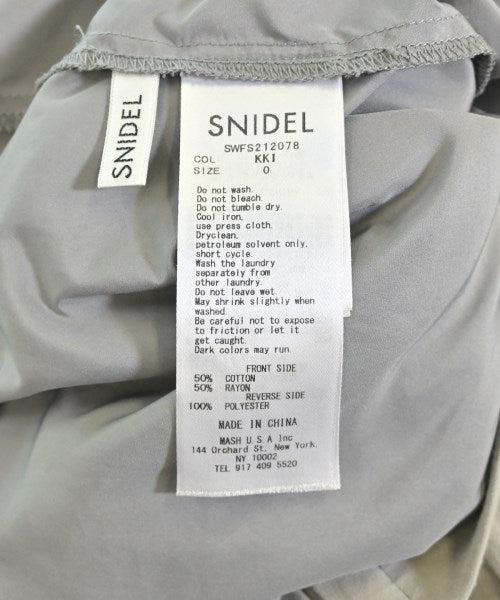 SNIDEL
SNIDEL
SWFS212078
COL KKI
SIZE 0
Do not wash.
Do not bleach.
Do not tumble dry.
Cool iron,
use press cloth.
Dryclean,
petroleum solvent only,
short cycle.
Wash the laundry
separately from
other laundry.
Do not leave wet.
May shrink slightly when
washed.
Be careful not to expose
to friction or let it
get caught.
Dark colors may run.
FRONT SIDE
50% COTTON
50% RAYON
REVERSE SIDE
100% POLYESTER
MADE IN CHINA
MASH U.S.A Inc
144 Orchard St. New York.
NY 10002
TEL 917 409 5520